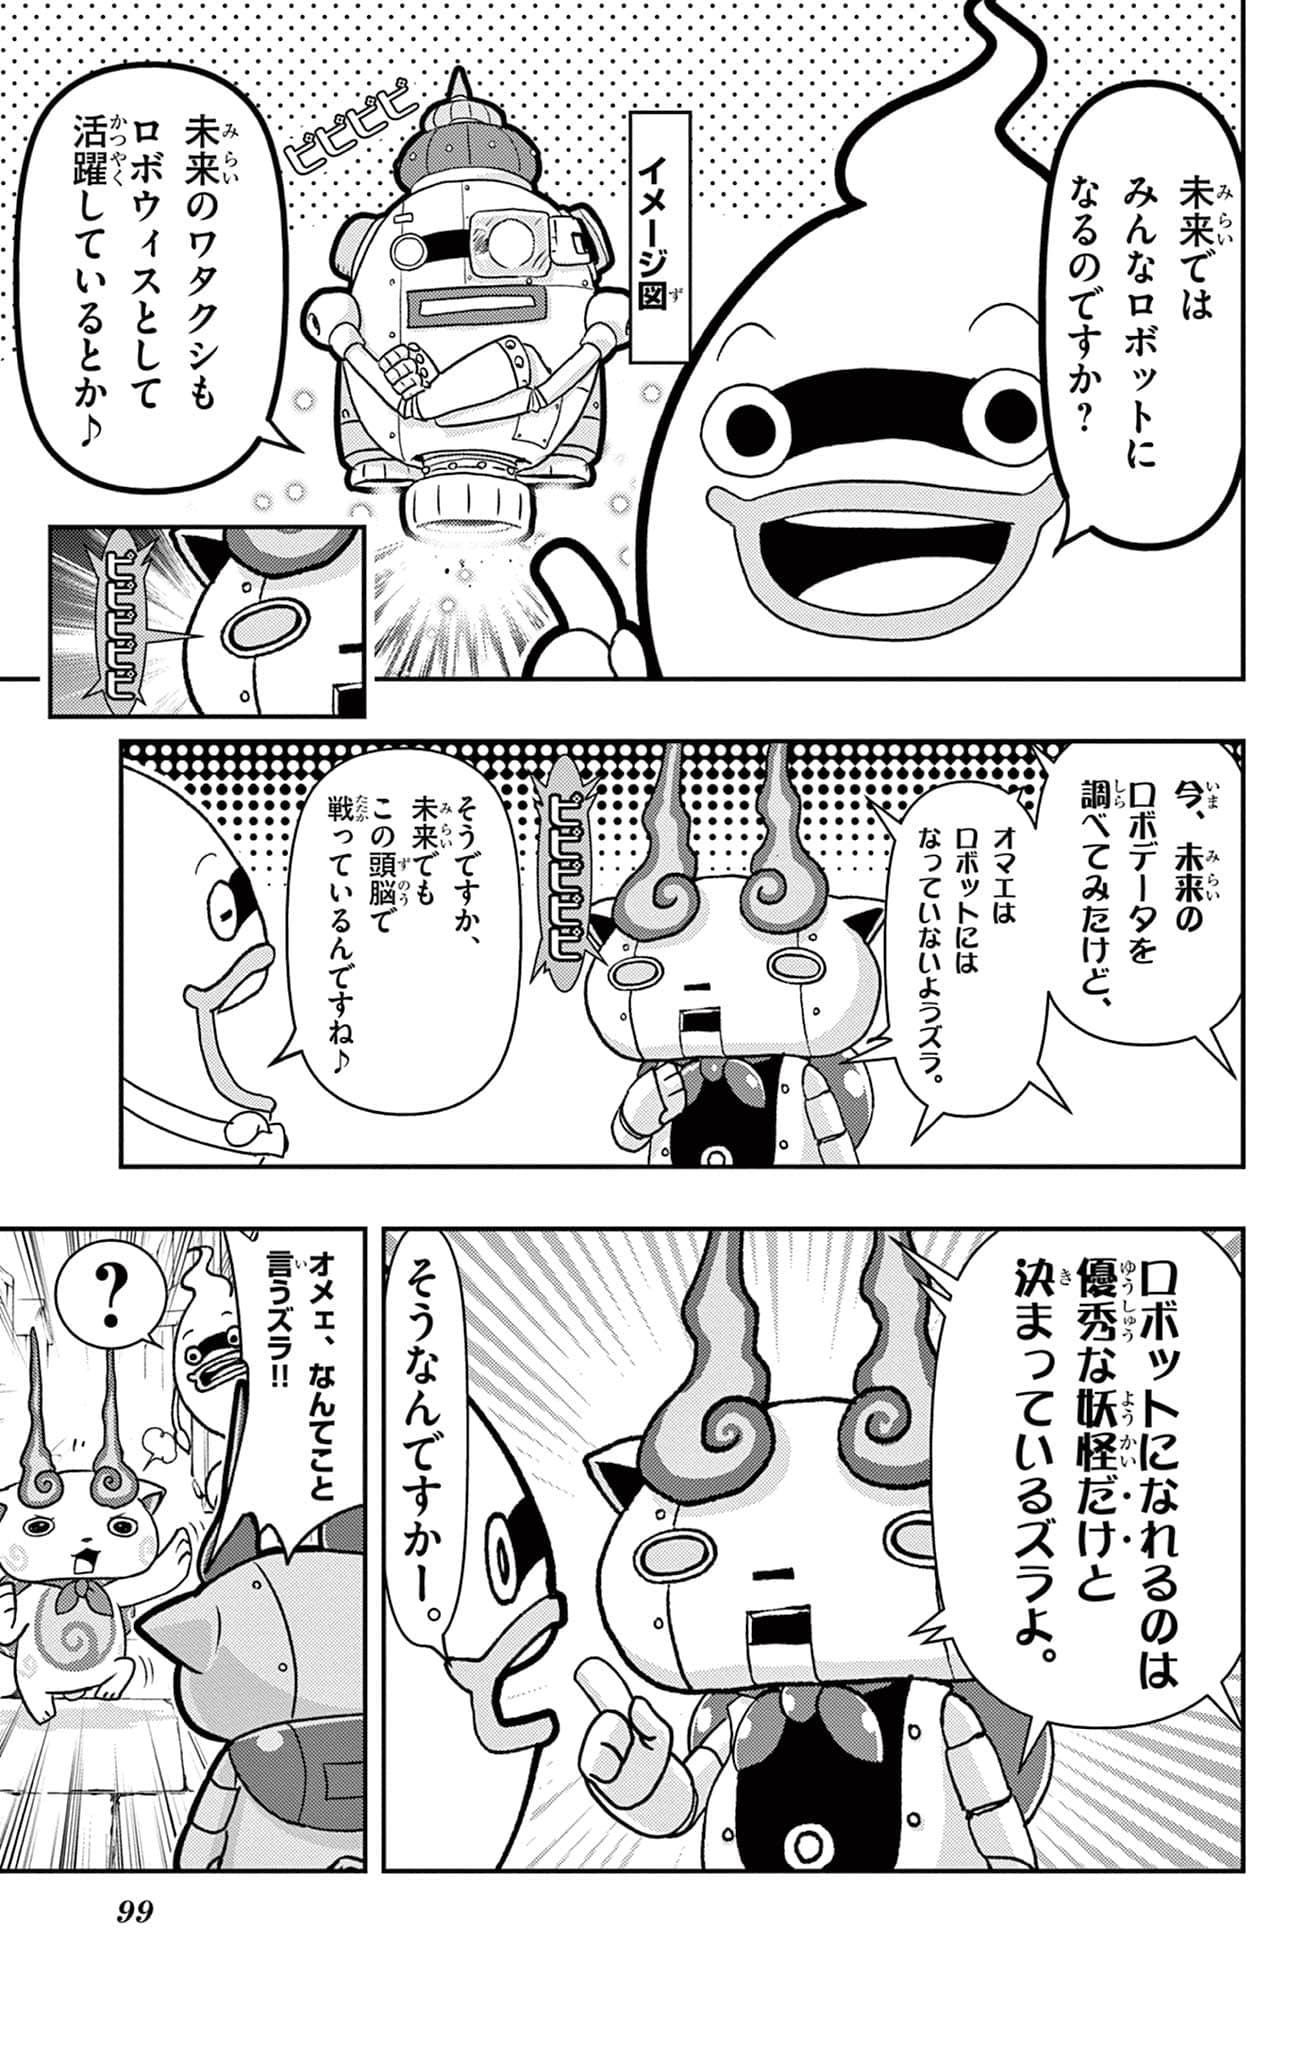 未来では
みんなロボットに
なるのですか?
イメージ図
ビビビビ
未来のワタクシも
ロボウィスとして
活躍しているとか♪
ピピピピピ
今、未来の
ロボデータを
調べてみたけど、
オマエは
ロボットには
なっていないようズラ。
ピピピピピピ
そうですか、
未来でも
この頭脳で
戦っているんですね♪
ロボットになれるのは
優秀な妖怪だけと
決まっているズラよ。
そうなんですかー。
オメェ、なんてこと
言うズラ!!
?
99